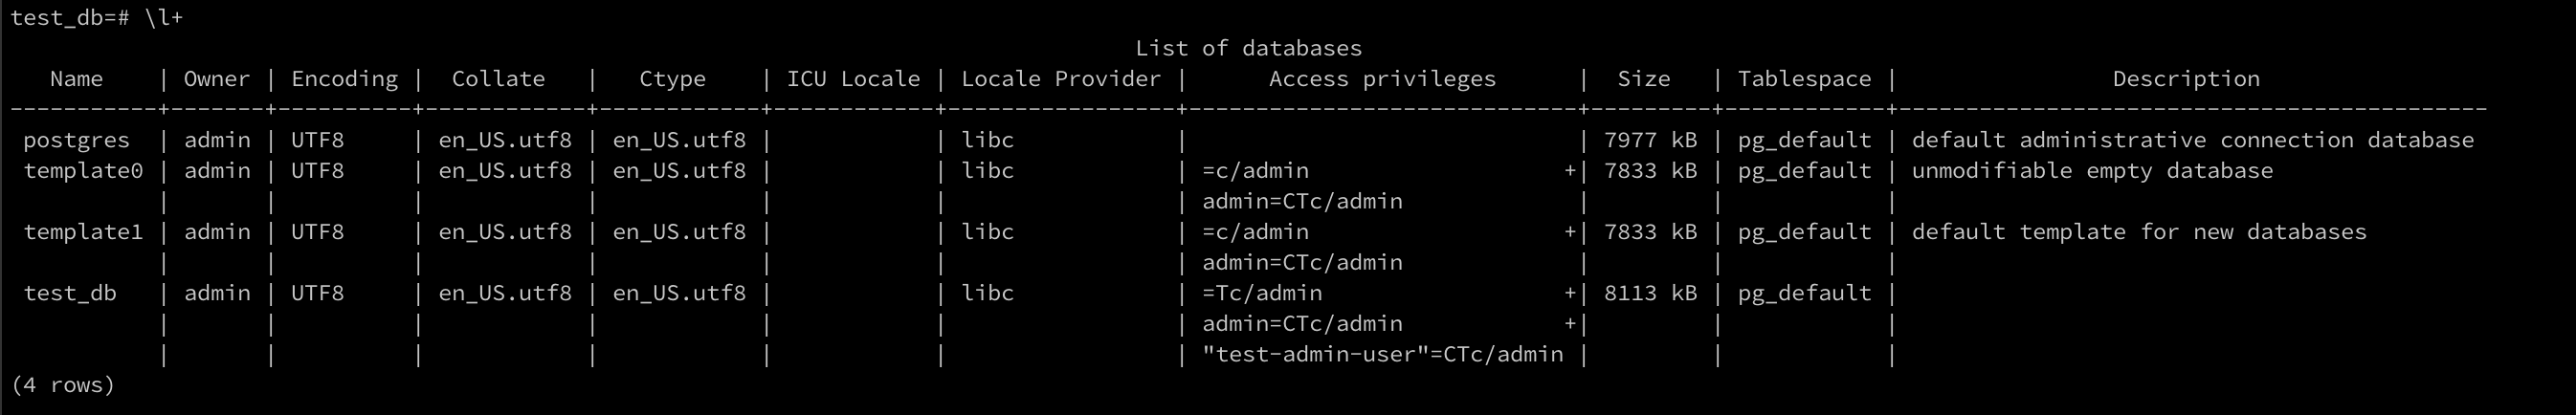 test_db=# \l+
                                                                                     List of databases
   Name    | Owner | Encoding |  Collate   |   Ctype    | ICU Locale | Locale Provider |      Access privileges      |  Size   | Tablespace |                Description                 
-----------+-------+----------+------------+------------+------------+-----------------+-----------------------------+---------+------------+--------------------------------------------
 postgres  | admin | UTF8     | en_US.utf8 | en_US.utf8 |            | libc            |                             | 7977 kB | pg_default | default administrative connection database
 template0 | admin | UTF8     | en_US.utf8 | en_US.utf8 |            | libc            | =c/admin                   +| 7833 kB | pg_default | unmodifiable empty database
           |       |          |            |            |            |                 | admin=CTc/admin             |         |            | 
 template1 | admin | UTF8     | en_US.utf8 | en_US.utf8 |            | libc            | =c/admin                   +| 7833 kB | pg_default | default template for new databases
           |       |          |            |            |            |                 | admin=CTc/admin             |         |            | 
 test_db   | admin | UTF8     | en_US.utf8 | en_US.utf8 |            | libc            | =Tc/admin                  +| 8113 kB | pg_default | 
           |       |          |            |            |            |                 | admin=CTc/admin            +|         |            | 
           |       |          |            |            |            |                 | "test-admin-user"=CTc/admin |         |            | 
(4 rows)